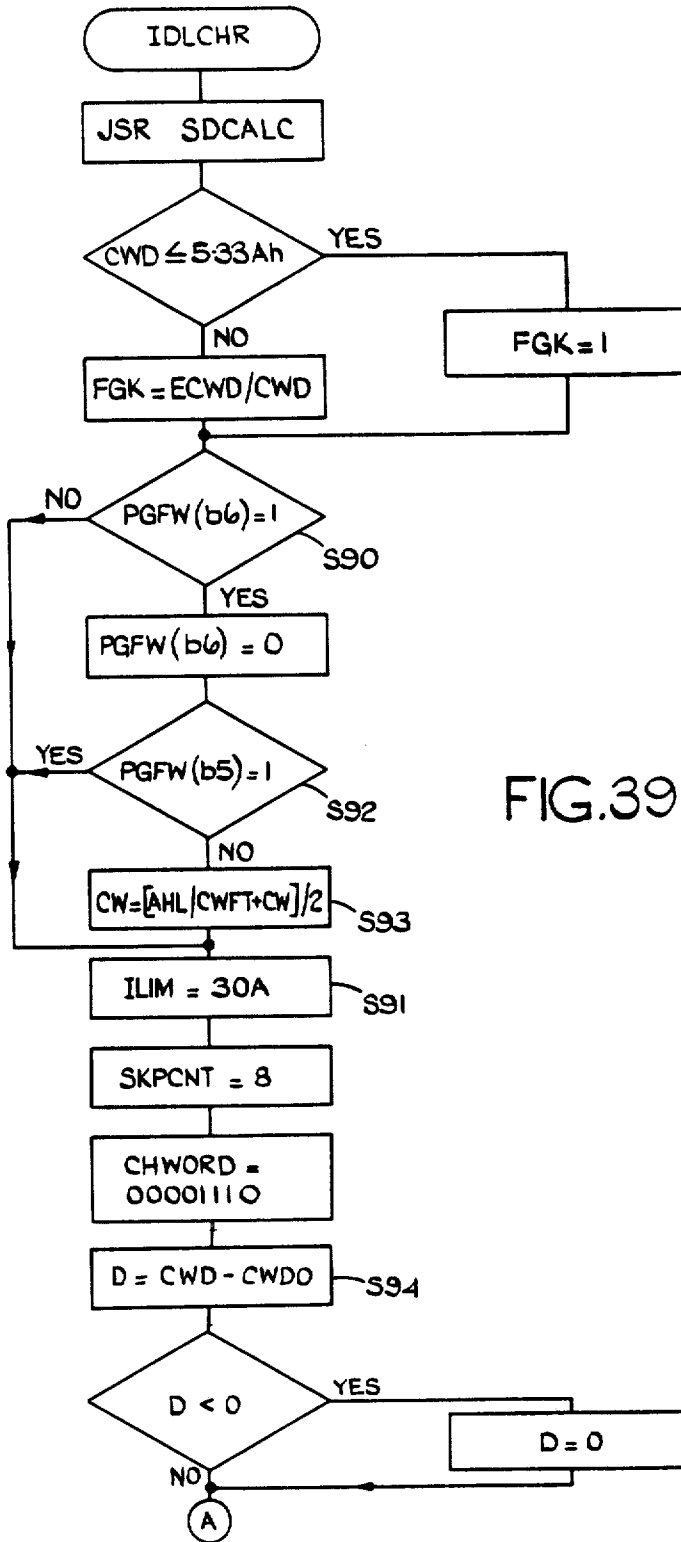 IDLCHR
JSR SDCALC
CWD ≤ 5.33Ah
YES
NO
FGK = 1
FGK = ECWD/CWD
NO
PGFW(b6) = 1
S90
YES
PGFW(b6) = 0
YES
PGFW(b5) = 1
S92
FIG.39
NO
CW=[AHL/CWFT+CW]/2
S93
ILIM = 30A
S91
SKPCNT = 8
CHWORD =
00001110
D = CWD - CWDO
S94
D < 0
YES
D = 0
NO
A